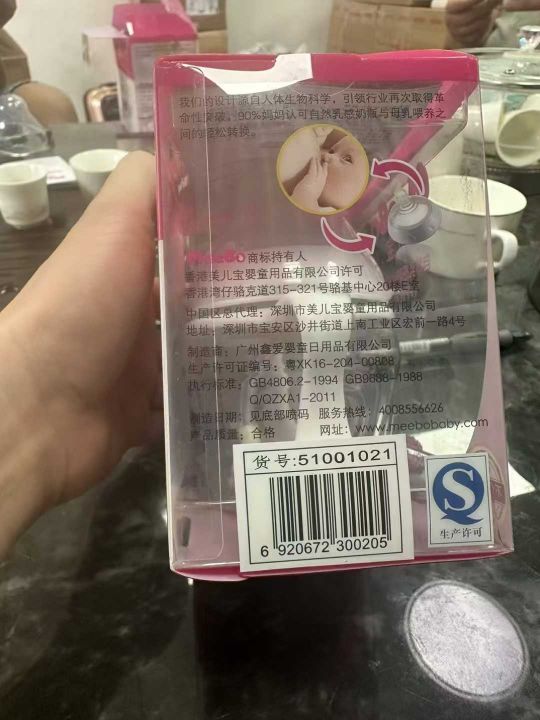 我们的设计源自人体生物科学，引领行业再次取得革
命性突破，90%妈妈认可自然乳感奶瓶与母乳喂养之
间的轻松转换。
MeeBo商标持有人
香港美儿宝婴童用品有限公司许可
香港湾仔骆克道315-321号骆基中心20楼E室
中国区总代理：深圳市美儿宝婴童用品有限公司
地址：深圳市宝安区沙井街道上南工业区宏前一路4号
制造商：广州鑫爱婴童日用品有限公司
生产许可证编号：粤XK16-204-00808
执行标准：GB4806.2-1994 GB9688-1988
Q/QZXA1-2011
制造日期：见底部喷码 服务热线：4008556626
产品质量：合格 网址：www.meebobaby.com
货号:51001021
6 920672 300205
QS
生产许可